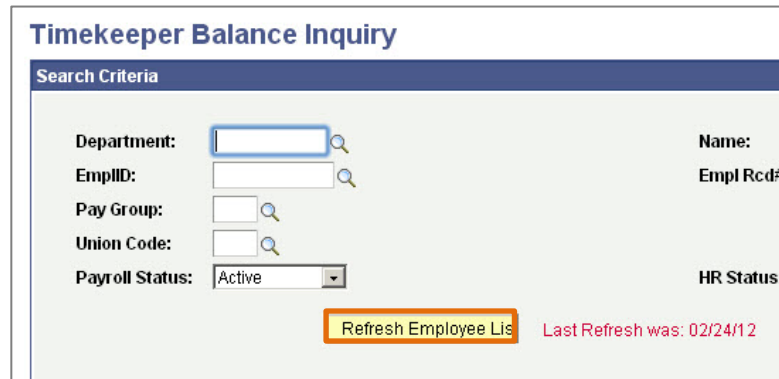 Timekeeper Balance Inquiry
Search Criteria
Department: Name:
EmplID: Empl Rcd#
Pay Group:
Union Code:
Payroll Status: Active HR Status
Refresh Employee Lis Last Refresh was: 02/24/12